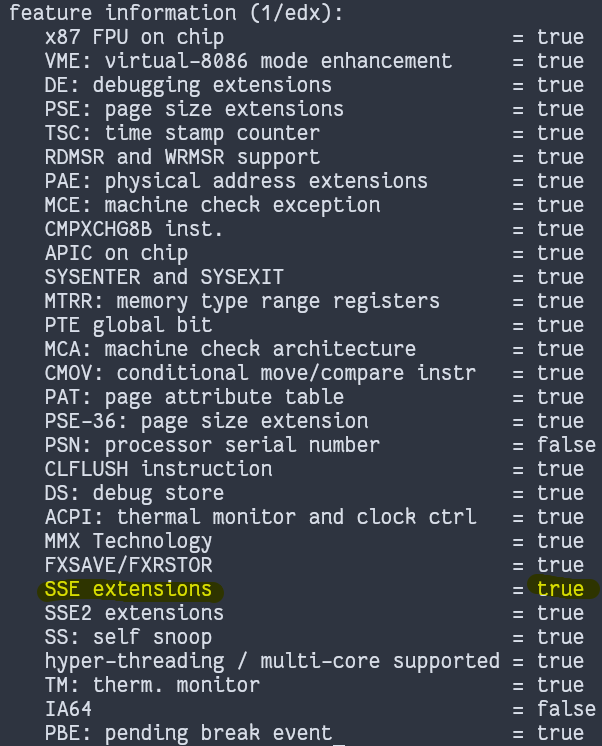 feature information (1/edx):
x87 FPU on chip = true
VME: virtual-8086 mode enhancement = true
DE: debugging extensions = true
PSE: page size extensions = true
TSC: time stamp counter = true
RDMSR and WRMSR support = true
PAE: physical address extensions = true
MCE: machine check exception = true
CMPXCHG8B inst. = true
APIC on chip = true
SYSENTER and SYSEXIT = true
MTRR: memory type range registers = true
PTE global bit = true
MCA: machine check architecture = true
CMOV: conditional move/compare instr = true
PAT: page attribute table = true
PSE-36: page size extension = true
PSN: processor serial number = false
CLFLUSH instruction = true
DS: debug store = true
ACPI: thermal monitor and clock ctrl = true
MMX Technology = true
FXSAVE/FXRSTOR = true
SSE extensions = true
SSE2 extensions = true
SS: self snoop = true
hyper-threading / multi-core supported = true
TM: therm. monitor = true
IA64 = false
PBE: pending break event = true